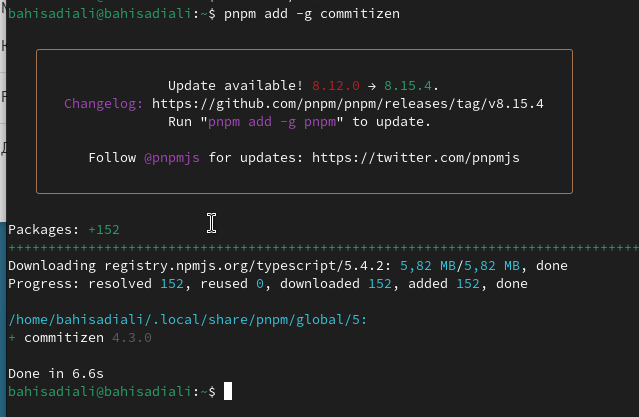 bahisadiali@bahisadiali:~$ pnpm add -g commitizen
Update available! 8.12.0 → 8.15.4.
Changelog: https://github.com/pnpm/pnpm/releases/tag/v8.15.4
Run "pnpm add -g pnpm" to update.
Follow @pnpmjs for updates: https://twitter.com/pnpmjs
Packages: +152
+++++++++++++++++++++++++++++++++++++++++++++++++++++++++++++++++++++++++++++++
Downloading registry.npmjs.org/typescript/5.4.2: 5,82 MB/5,82 MB, done
Progress: resolved 152, reused 0, downloaded 152, added 152, done
/home/bahisadiali/.local/share/pnpm/global/5:
+ commitizen 4.3.0
Done in 6.6s
bahisadiali@bahisadiali:~$